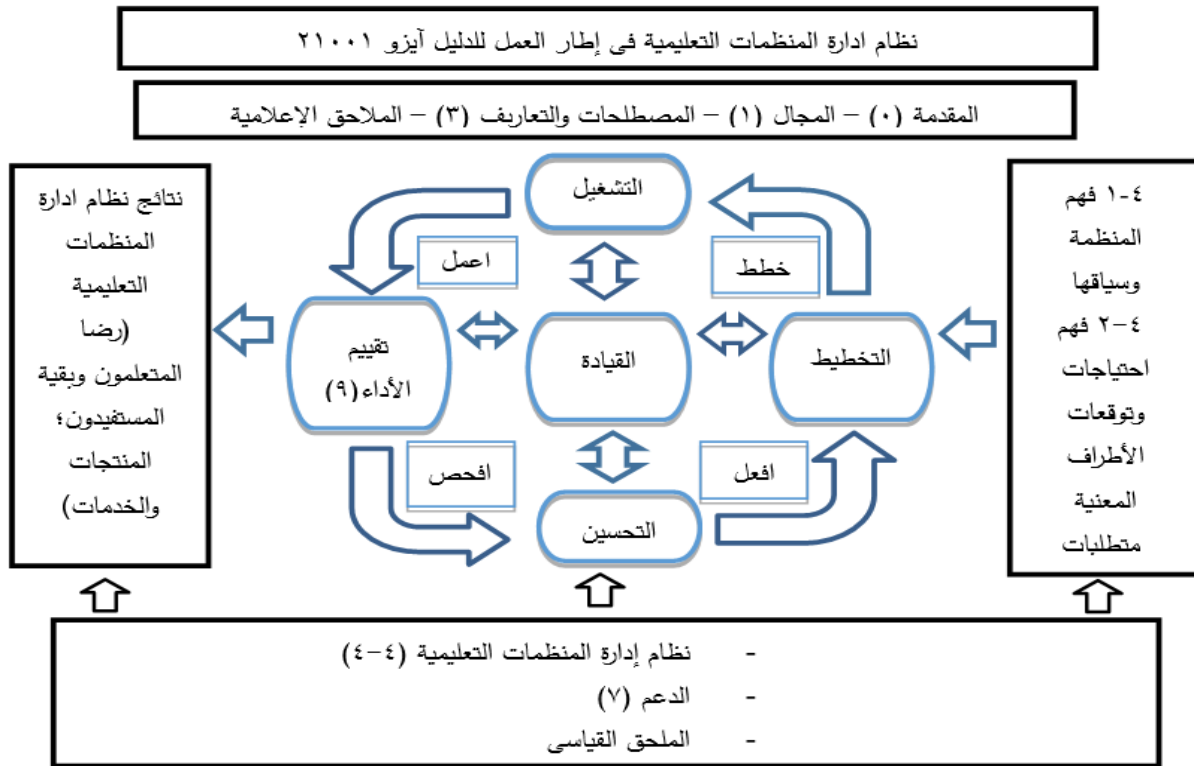 نظام ادارة المنظمات التعليمية فى إطار العمل للدليل آيزو ٢١٠٠١
المقدمة (٠) – المجال (١) – المصطلحات والتعاريف (٣) – الملاحق الإعلامية
٤-١ فهم
المنظمة
وسياقها
٤-٢ فهم
احتياجات
وتوقعات
الأطراف
المعنية
متطلبات
التشغيل
خطط
اعمل
التخطيط
القيادة
تقييم
الأداء(٩)
افعل
افحص
التحسين
نتائج نظام ادارة
المنظمات
التعليمية
(رضا
المتعلمون وبقية
المستفيدون؛
المنتجات
والخدمات)
- نظام إدارة المنظمات التعليمية (٤-٤)
- الدعم (٧)
- الملحق القياسى